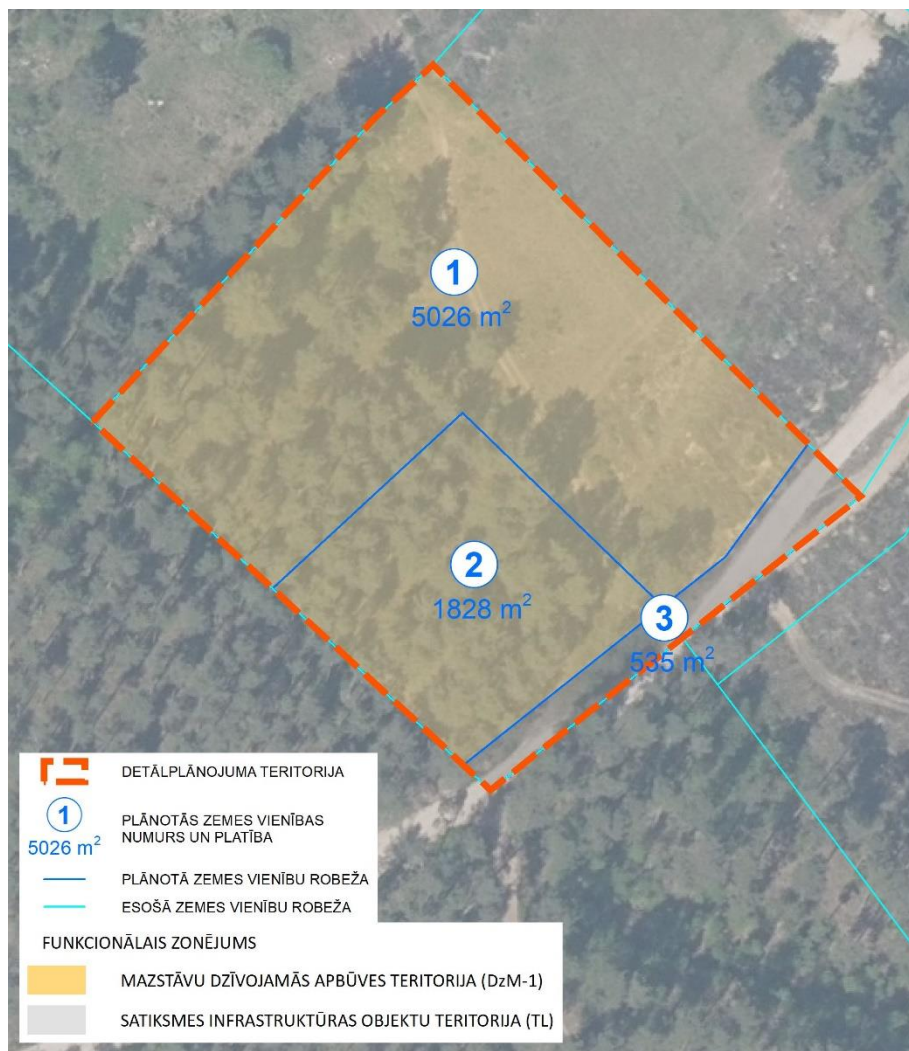 1
5026 m²
2
1828 m²
3
535 m²
DETĀLPLĀNOJUMA TERITORIJA
1
5026 m²
PLĀNOTĀS ZEMES VIENĪBAS
NUMURS UN PLATĪBA
PLĀNOTĀ ZEMES VIENĪBU ROBEŽA
ESOŠĀ ZEMES VIENĪBU ROBEŽA
FUNKCIONĀLAIS ZONĒJUMS
MAZSTĀVU DZĪVOJAMĀS APBŪVES TERITORIJA (DzM-1)
SATIKSMES INFRASTRUKTŪRAS OBJEKTU TERITORIJA (TL)